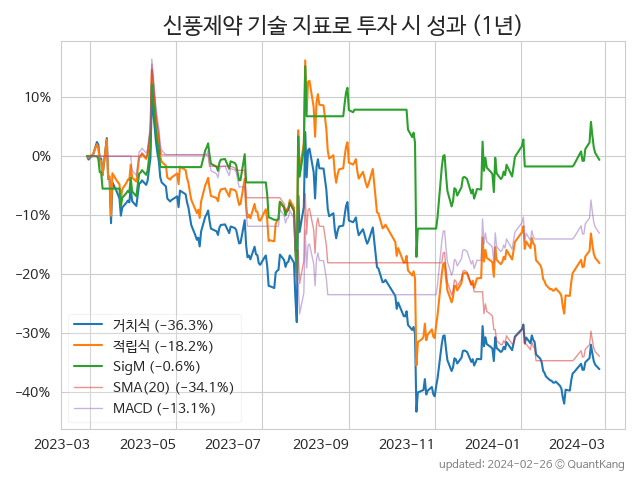 신풍제약 기술 지표로 투자 시 성과 (1년)
10%
0%
−10%
−20%
−30%
−40%
거치식 (−36.3%)
적립식 (−18.2%)
SigM (−0.6%)
SMA(20) (−34.1%)
MACD (−13.1%)
2023−03 2023−05 2023−07 2023−09 2023−11 2024−01 2024−03
updated: 2024−02−26 © QuantKang